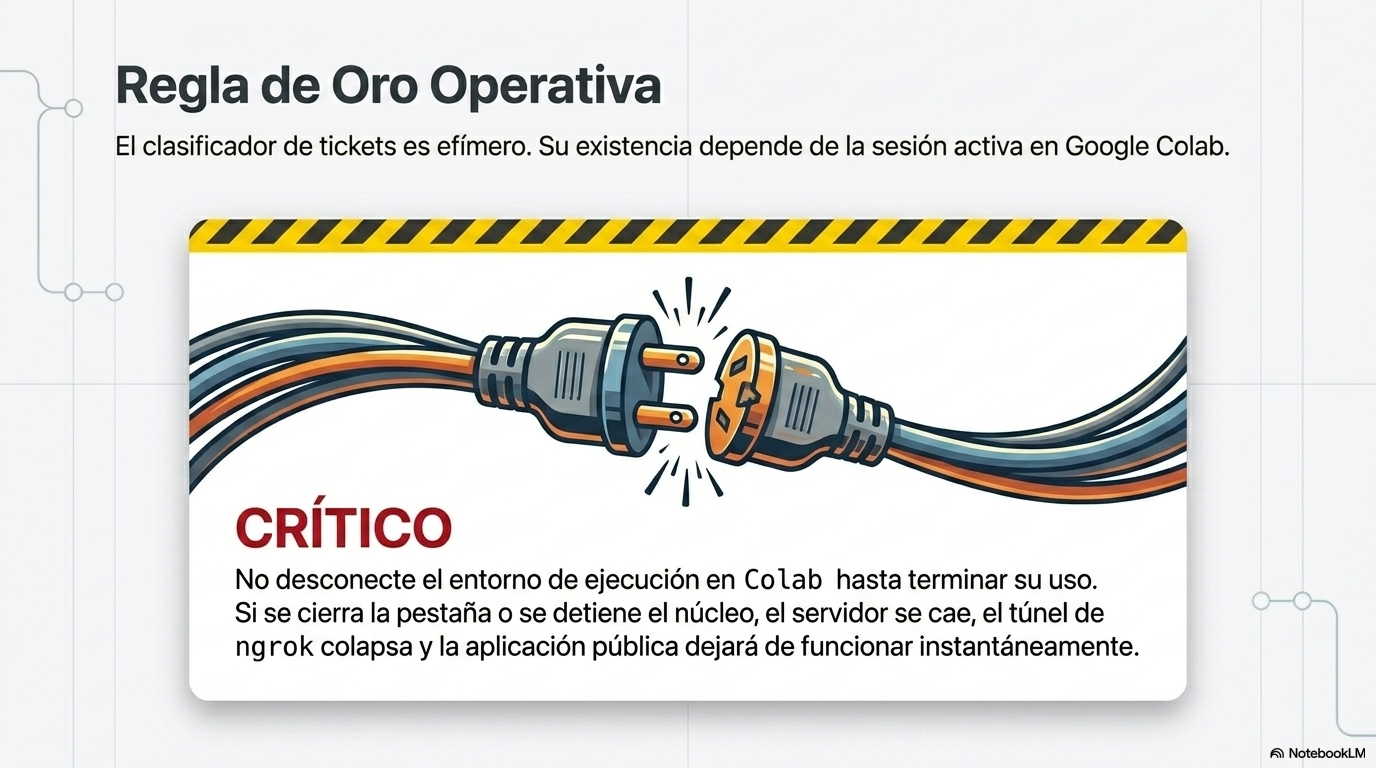 Regla de Oro Operativa
El clasificador de tickets es efímero. Su existencia depende de la sesión activa en Google Colab.
CRÍTICO
No desconecte el entorno de ejecución en Colab hasta terminar su uso.
Si se cierra la pestaña o se detiene el núcleo, el servidor se cae, el túnel de
ngrok colapsa y la aplicación pública dejará de funcionar instantáneamente.
NotebookLM